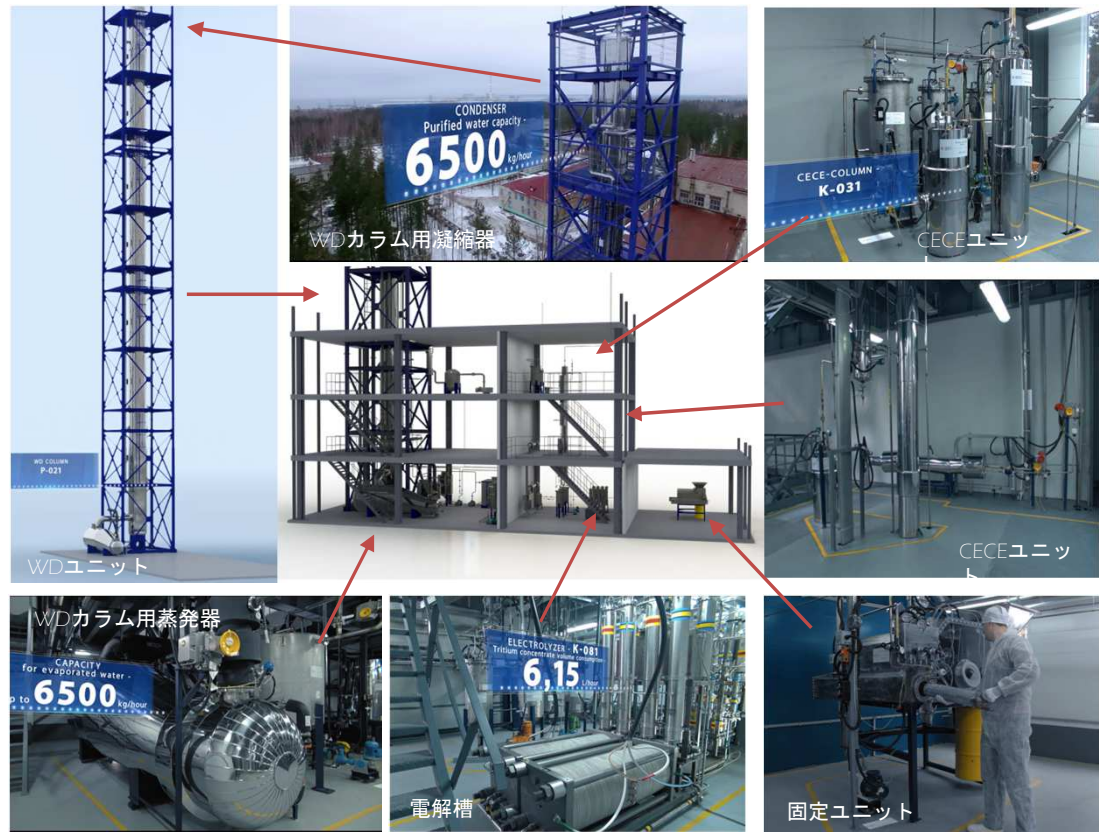 CONDENSER
Purified water capacity -
6500 kg/hour
WDカラム用凝縮器
CECE-COLUMN -
K-031
CECEユニッ
ト
WD COLUMN
P-021
WDユニット
CECEユニッ
ト
WDカラム用蒸発器
CAPACITY
for evaporated water -
up to 6500 kg/hour
ELECTROLYZER - K-081
Tritium concentrate volume consumption -
6,15 L/hour
電解槽
固定ユニット